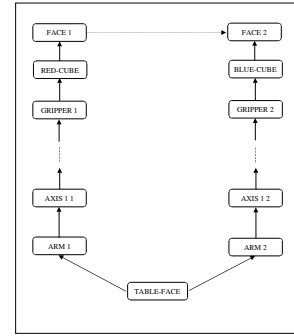 FACE 1 FACE 2
RED-CUBE BLUE-CUBE
GRIPPER 1 GRIPPER 2
AXIS 1 1 AXIS 1 2
ARM 1 ARM 2
TABLE-FACE